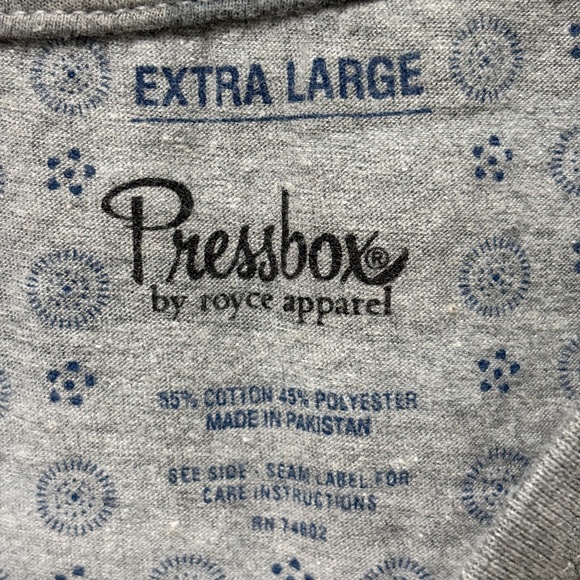 EXTRA LARGE
Pressbox®
by royce apparel
55% COTTON 45% POLYESTER
MADE IN PAKISTAN
SEE SIDE - SEAM LABEL FOR
CARE INSTRUCTIONS
RN 74602